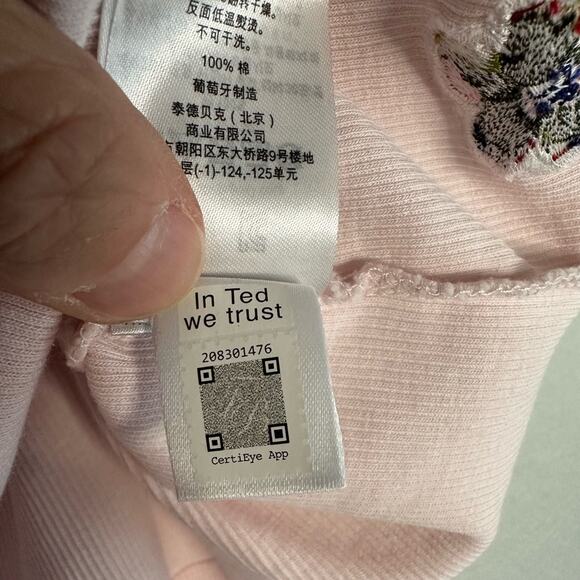 反面低温熨烫。
不可干洗。
100% 棉
葡萄牙制造
泰德贝克（北京）
商业有限公司
朝阳区东大桥路9号楼地
层(-1)-124,-125单元
In Ted
we trust
208301476
CertiEye App